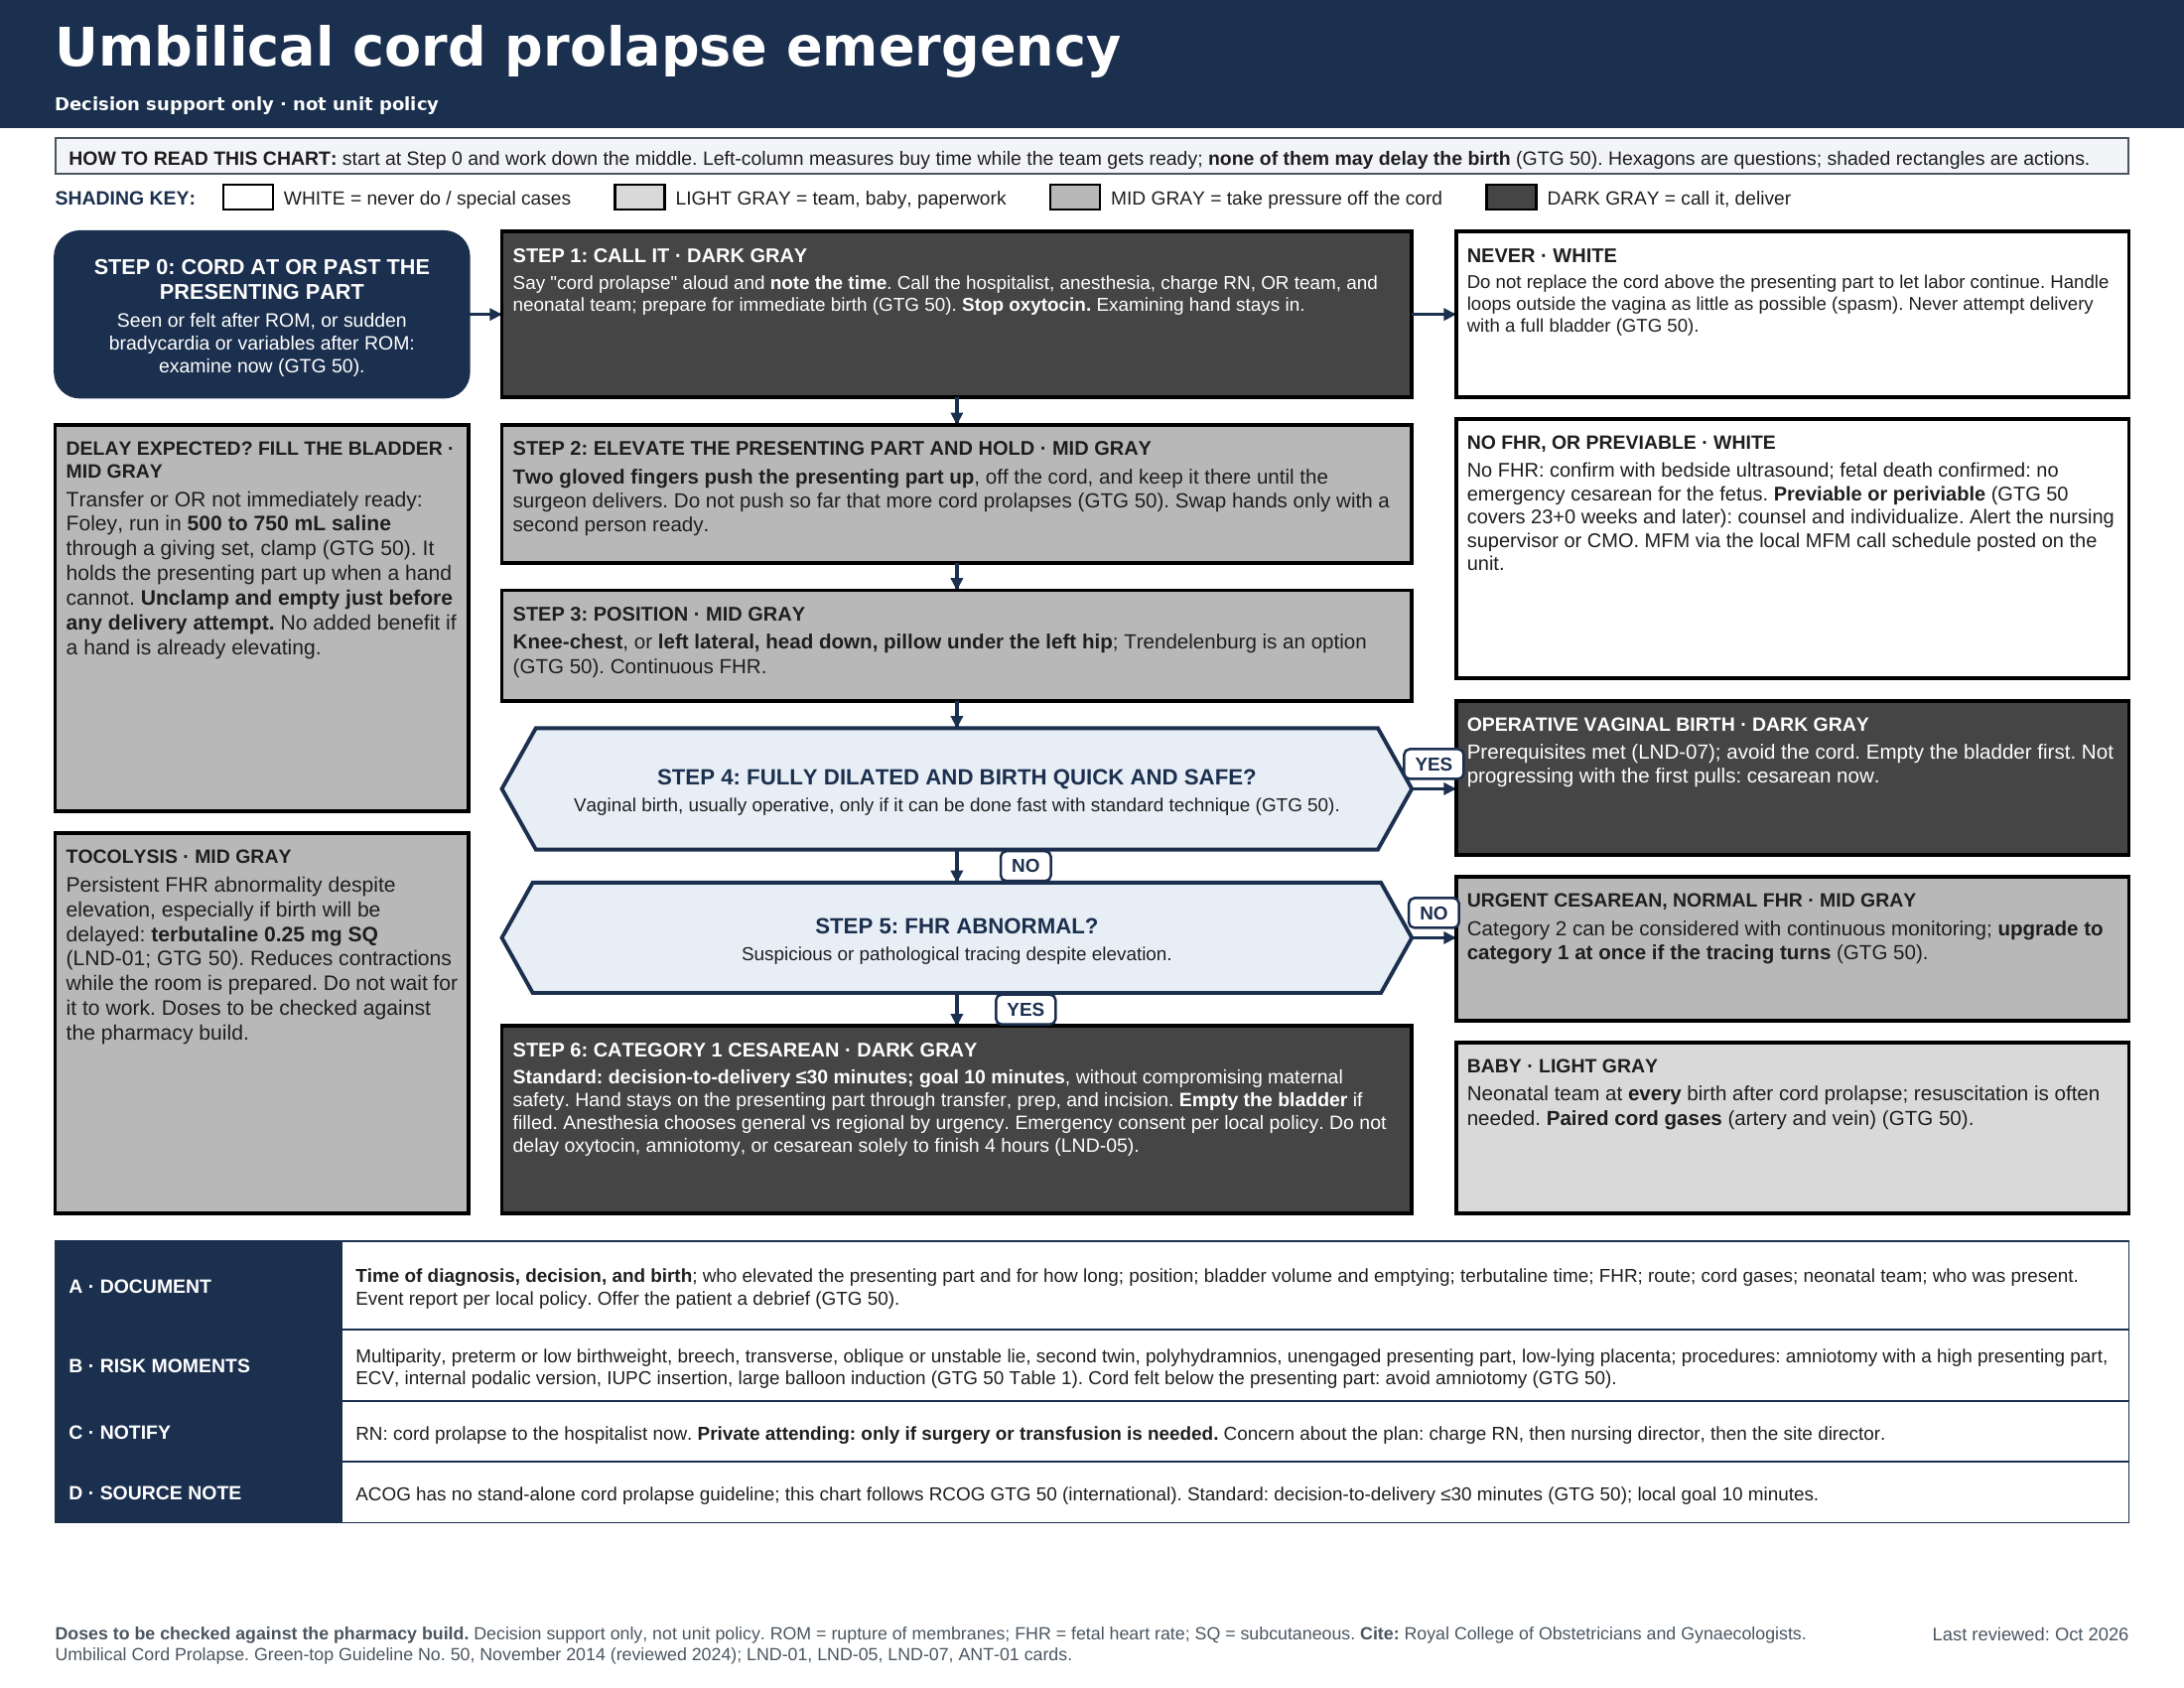 Umbilical cord prolapse emergency
Decision support only · not unit policy
HOW TO READ THIS CHART: start at Step 0 and work down the middle. Left-column measures buy time while the team gets ready; none of them may delay the birth (GTG 50). Hexagons are questions; shaded rectangles are actions.
SHADING KEY: WHITE = never do / special cases LIGHT GRAY = team, baby, paperwork MID GRAY = take pressure off the cord DARK GRAY = call it, deliver
STEP 0: CORD AT OR PAST THE
PRESENTING PART
Seen or felt after ROM, or sudden
bradycardia or variables after ROM:
examine now (GTG 50).
STEP 1: CALL IT · DARK GRAY
Say "cord prolapse" aloud and note the time. Call the hospitalist, anesthesia, charge RN, OR team, and
neonatal team; prepare for immediate birth (GTG 50). Stop oxytocin. Examining hand stays in.
NEVER · WHITE
Do not replace the cord above the presenting part to let labor continue. Handle
loops outside the vagina as little as possible (spasm). Never attempt delivery
with a full bladder (GTG 50).
DELAY EXPECTED? FILL THE BLADDER ·
MID GRAY
Transfer or OR not immediately ready:
Foley, run in 500 to 750 mL saline
through a giving set, clamp (GTG 50). It
holds the presenting part up when a hand
cannot. Unclamp and empty just before
any delivery attempt. No added benefit if
a hand is already elevating.
STEP 2: ELEVATE THE PRESENTING PART AND HOLD · MID GRAY
Two gloved fingers push the presenting part up, off the cord, and keep it there until the
surgeon delivers. Do not push so far that more cord prolapses (GTG 50). Swap hands only with a
second person ready.
NO FHR, OR PREVIABLE · WHITE
No FHR: confirm with bedside ultrasound; fetal death confirmed: no
emergency cesarean for the fetus. Previable or periviable (GTG 50
covers 23+0 weeks and later): counsel and individualize. Alert the nursing
supervisor or CMO. MFM via the local MFM call schedule posted on the
unit.
STEP 3: POSITION · MID GRAY
Knee-chest, or left lateral, head down, pillow under the left hip; Trendelenburg is an option
(GTG 50). Continuous FHR.
STEP 4: FULLY DILATED AND BIRTH QUICK AND SAFE?
Vaginal birth, usually operative, only if it can be done fast with standard technique (GTG 50).
YES
OPERATIVE VAGINAL BIRTH · DARK GRAY
Prerequisites met (LND-07); avoid the cord. Empty the bladder first. Not
progressing with the first pulls: cesarean now.
NO
TOCOLYSIS · MID GRAY
Persistent FHR abnormality despite
elevation, especially if birth will be
delayed: terbutaline 0.25 mg SQ
(LND-01; GTG 50). Reduces contractions
while the room is prepared. Do not wait for
it to work. Doses to be checked against
the pharmacy build.
STEP 5: FHR ABNORMAL?
Suspicious or pathological tracing despite elevation.
NO
URGENT CESAREAN, NORMAL FHR · MID GRAY
Category 2 can be considered with continuous monitoring; upgrade to
category 1 at once if the tracing turns (GTG 50).
YES
STEP 6: CATEGORY 1 CESAREAN · DARK GRAY
Standard: decision-to-delivery ≤30 minutes; goal 10 minutes, without compromising maternal
safety. Hand stays on the presenting part through transfer, prep, and incision. Empty the bladder if
filled. Anesthesia chooses general vs regional by urgency. Emergency consent per local policy. Do not
delay oxytocin, amniotomy, or cesarean solely to finish 4 hours (LND-05).
BABY · LIGHT GRAY
Neonatal team at every birth after cord prolapse; resuscitation is often
needed. Paired cord gases (artery and vein) (GTG 50).
A · DOCUMENT
Time of diagnosis, decision, and birth; who elevated the presenting part and for how long; position; bladder volume and emptying; terbutaline time; FHR; route; cord gases; neonatal team; who was present.
Event report per local policy. Offer the patient a debrief (GTG 50).
B · RISK MOMENTS
Multiparity, preterm or low birthweight, breech, transverse, oblique or unstable lie, second twin, polyhydramnios, unengaged presenting part, low-lying placenta; procedures: amniotomy with a high presenting part,
ECV, internal podalic version, IUPC insertion, large balloon induction (GTG 50 Table 1). Cord felt below the presenting part: avoid amniotomy (GTG 50).
C · NOTIFY
RN: cord prolapse to the hospitalist now. Private attending: only if surgery or transfusion is needed. Concern about the plan: charge RN, then nursing director, then the site director.
D · SOURCE NOTE
ACOG has no stand-alone cord prolapse guideline; this chart follows RCOG GTG 50 (international). Standard: decision-to-delivery ≤30 minutes (GTG 50); local goal 10 minutes.
Doses to be checked against the pharmacy build. Decision support only, not unit policy. ROM = rupture of membranes; FHR = fetal heart rate; SQ = subcutaneous. Cite: Royal College of Obstetricians and Gynaecologists.
Umbilical Cord Prolapse. Green-top Guideline No. 50, November 2014 (reviewed 2024); LND-01, LND-05, LND-07, ANT-01 cards.
Last reviewed: Oct 2026